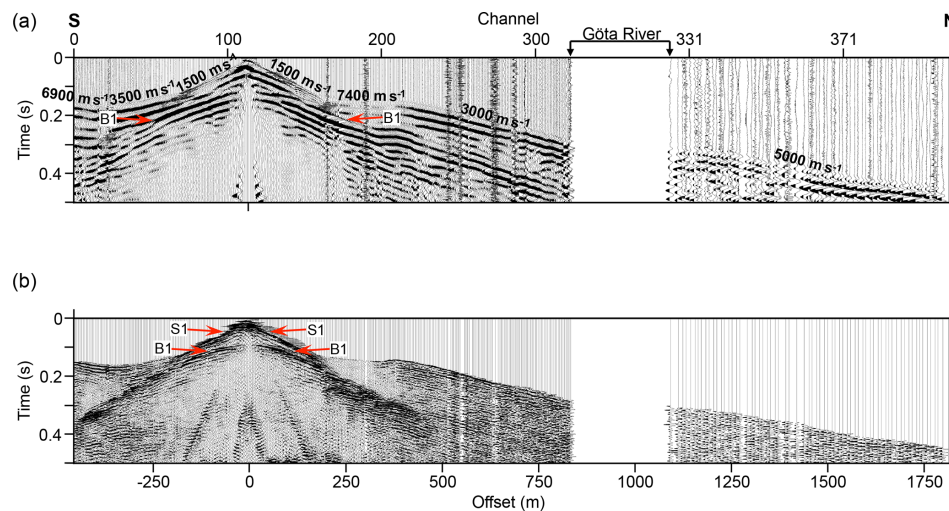 (a)
S
Channel
N
0
100
200
300
Göta River
331
371
Time (s)
0
0.2
0.4
6900 m s-1
3500 m s-1
1500 m s-1
1500 m s-1
7400 m s-1
3000 m s-1
5000 m s-1
B1
B1
(b)
Time (s)
0
0.2
0.4
S1
S1
B1
B1
-250
0
250
500
750
1000
1250
1500
1750
Offset (m)